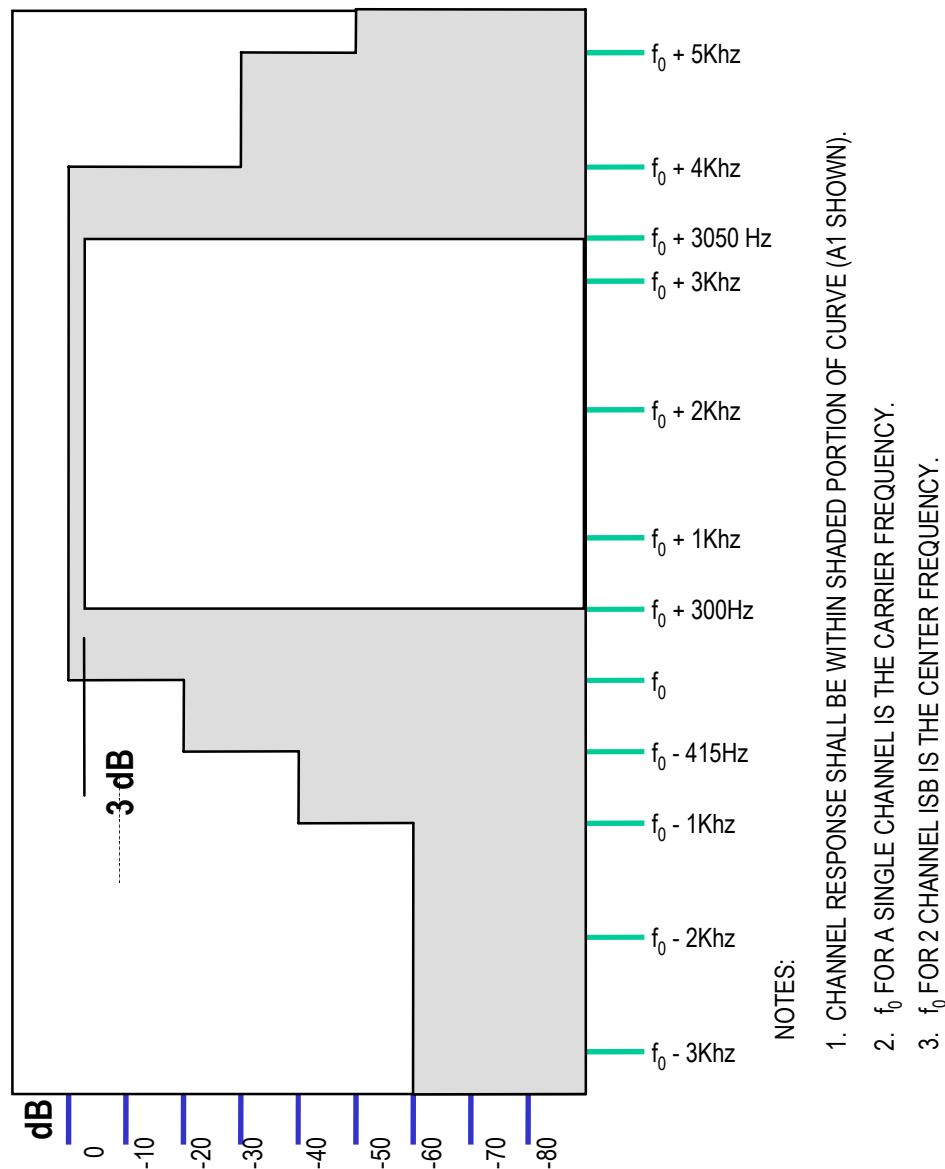 dB
0
-10
-20
-30
-40
-50
-60
-70
-80
3 dB
f₀ - 3Khz
f₀ - 2Khz
f₀ - 1Khz
f₀ - 415Hz
f₀
f₀ + 300Hz
f₀ + 1Khz
f₀ + 2Khz
f₀ + 3Khz
f₀ + 3050 Hz
f₀ + 4Khz
f₀ + 5Khz
NOTES:
1. CHANNEL RESPONSE SHALL BE WITHIN SHADED PORTION OF CURVE (A1 SHOWN).
2. f₀ FOR A SINGLE CHANNEL IS THE CARRIER FREQUENCY.
3. f₀ FOR 2 CHANNEL ISB IS THE CENTER FREQUENCY.